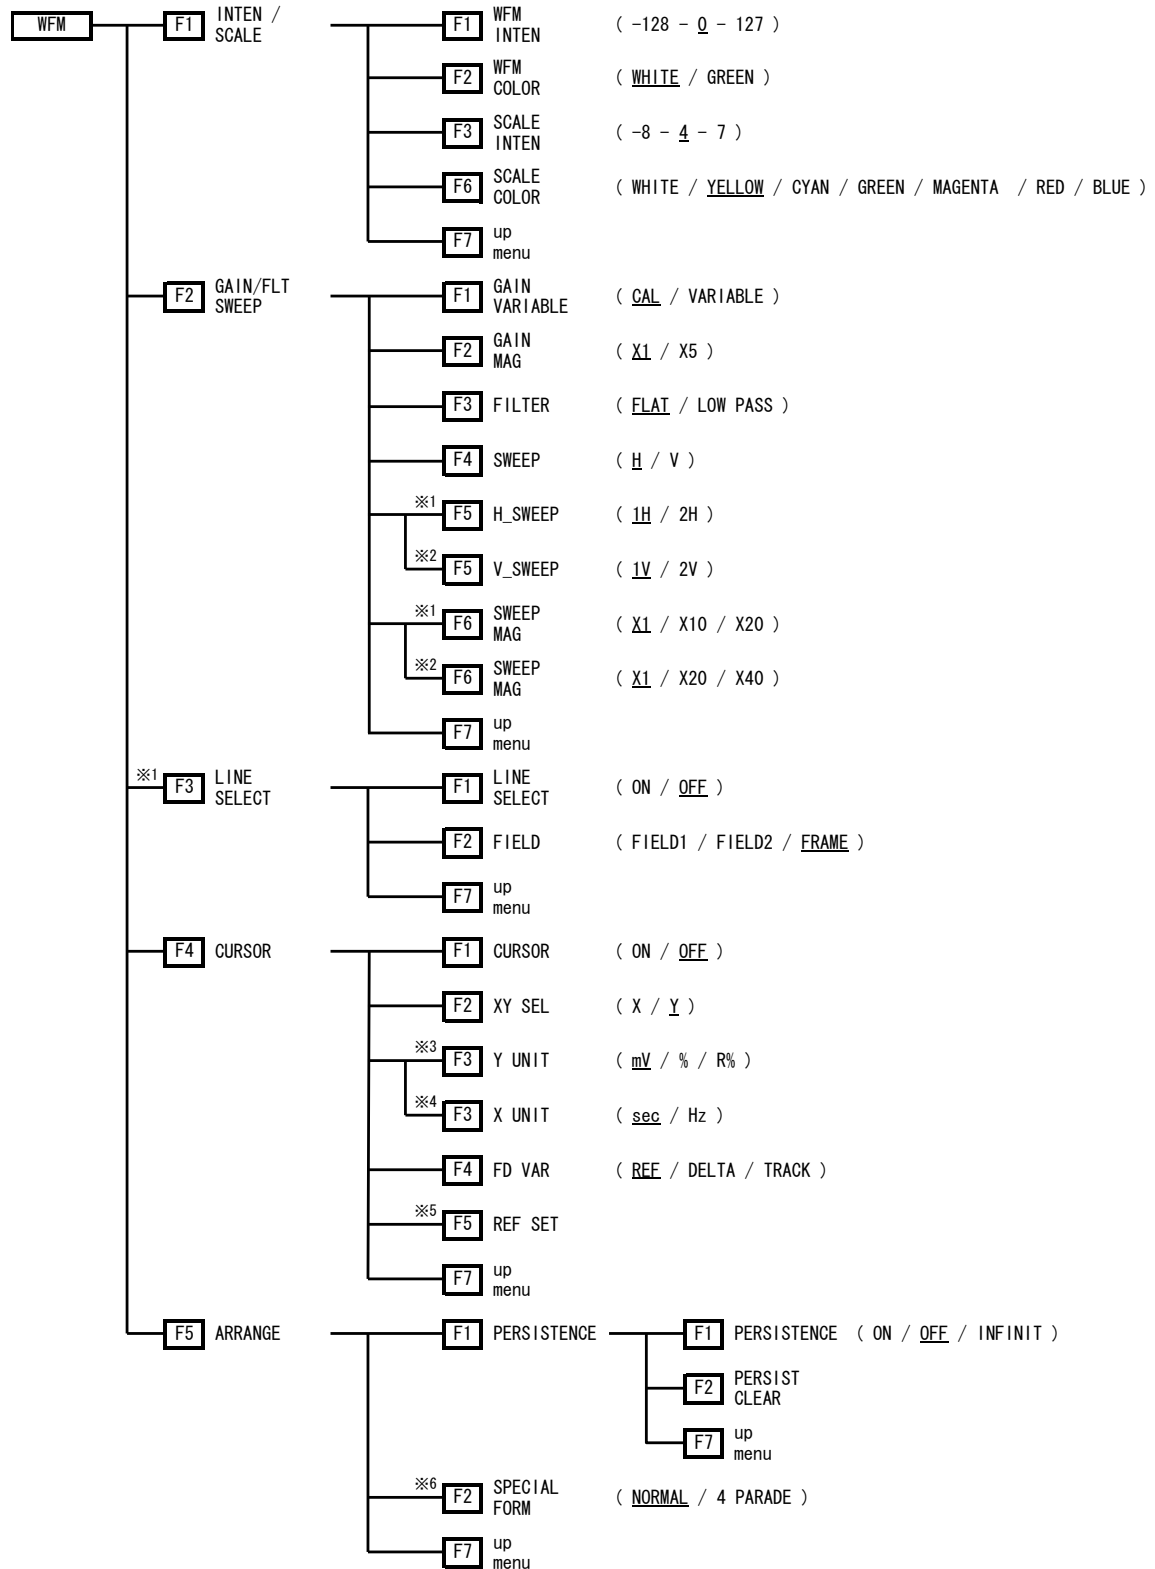 WFM F1 INTEN / SCALE F1 WFM INTEN ( -128 - 0 - 127 )
F2 WFM COLOR ( WHITE / GREEN )
F3 SCALE INTEN ( -8 - 4 - 7 )
F6 SCALE COLOR ( WHITE / YELLOW / CYAN / GREEN / MAGENTA / RED / BLUE )
F7 up menu
F2 GAIN/FLT SWEEP F1 GAIN VARIABLE ( CAL / VARIABLE )
F2 GAIN MAG ( X1 / X5 )
F3 FILTER ( FLAT / LOW PASS )
F4 SWEEP ( H / V )
※1 F5 H_SWEEP ( 1H / 2H )
※2 F5 V_SWEEP ( 1V / 2V )
※1 F6 SWEEP MAG ( X1 / X10 / X20 )
※2 F6 SWEEP MAG ( X1 / X20 / X40 )
F7 up menu
※1 F3 LINE SELECT F1 LINE SELECT ( ON / OFF )
F2 FIELD ( FIELD1 / FIELD2 / FRAME )
F7 up menu
F4 CURSOR F1 CURSOR ( ON / OFF )
F2 XY SEL ( X / Y )
※3 F3 Y UNIT ( mV / % / R% )
※4 F3 X UNIT ( sec / Hz )
F4 FD VAR ( REF / DELTA / TRACK )
※5 F5 REF SET
F7 up menu
F5 ARRANGE F1 PERSISTENCE F1 PERSISTENCE ( ON / OFF / INFINIT )
F2 PERSIST CLEAR
F7 up menu
※6 F2 SPECIAL FORM ( NORMAL / 4 PARADE )
F7 up menu